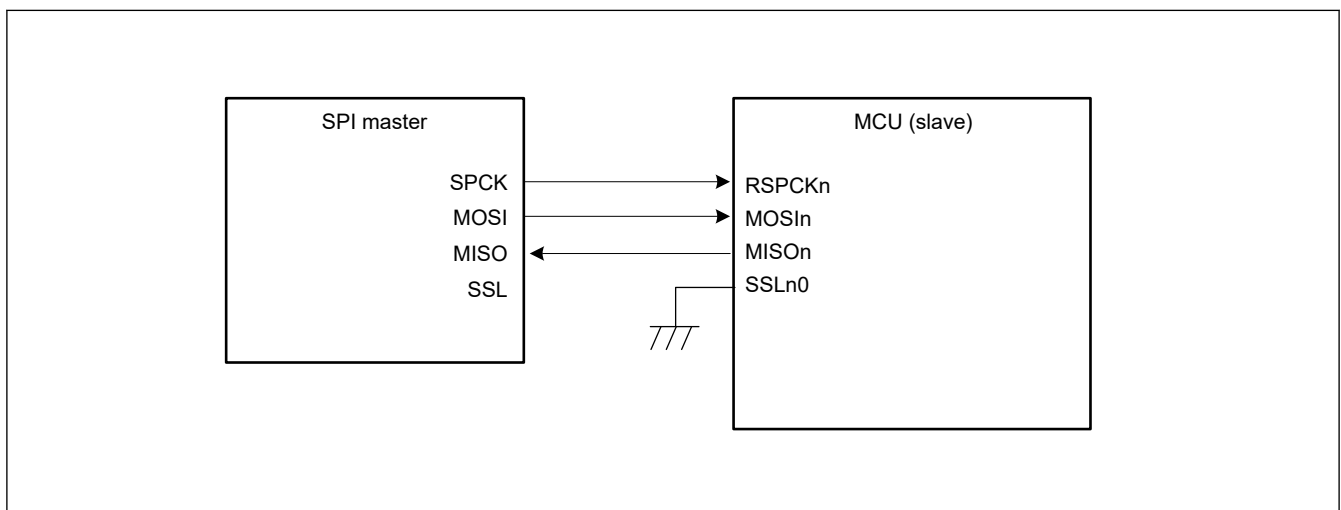 SPI master
SPCK
MOSI
MISO
SSL
MCU (slave)
RSPCKn
MOSIn
MISOn
SSLn0